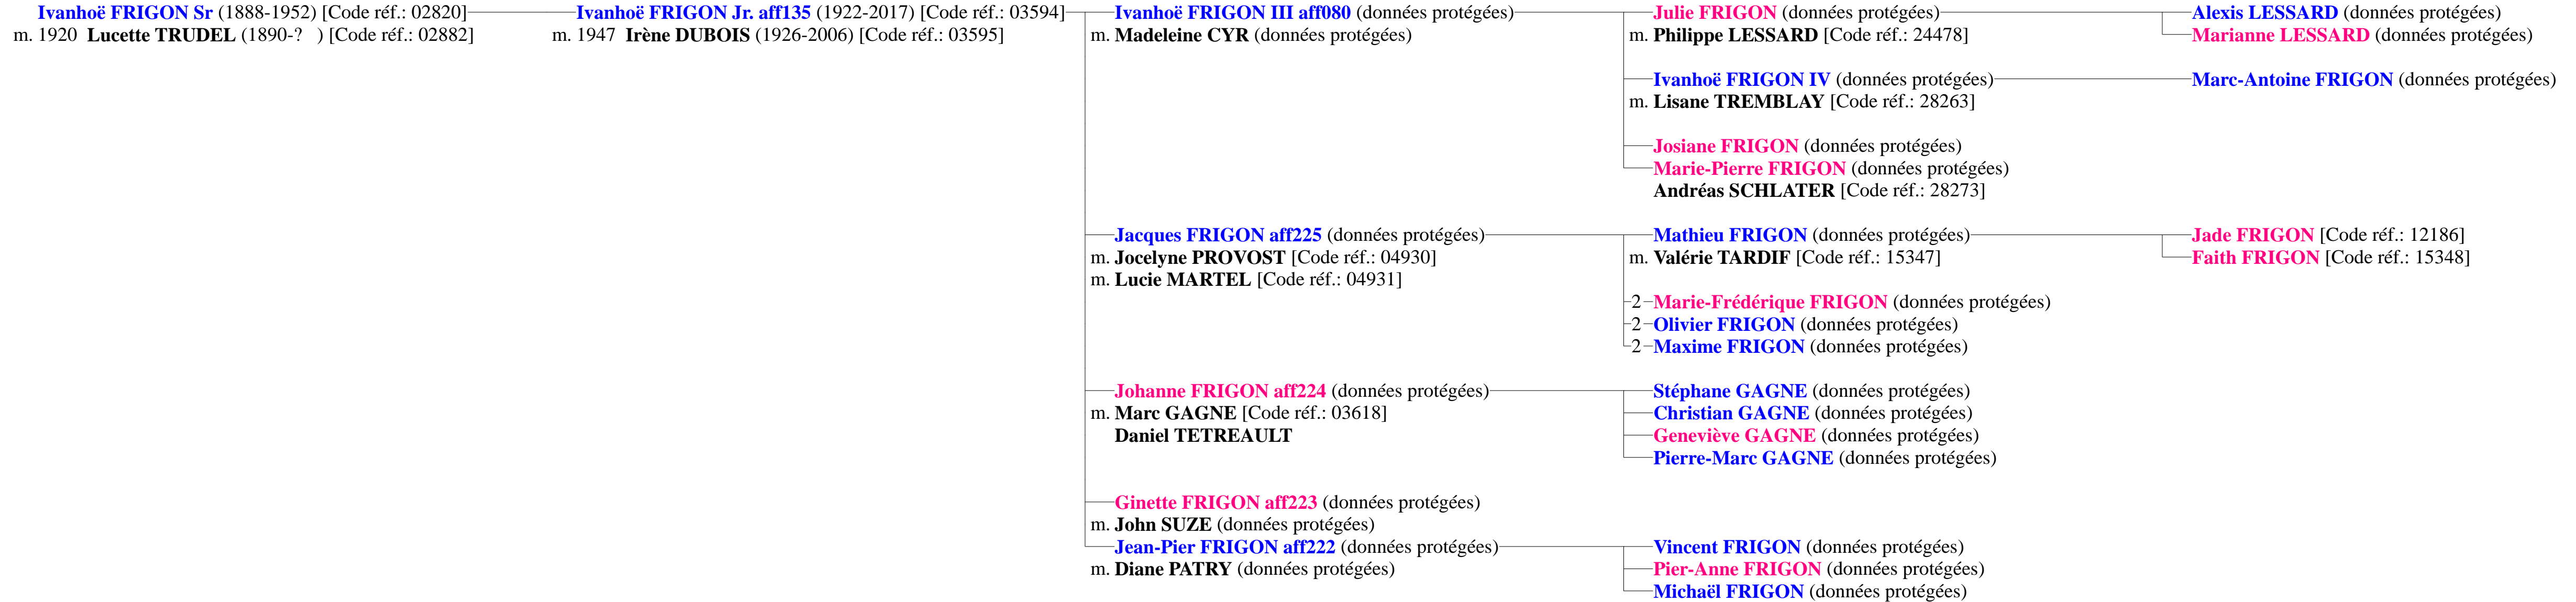 Ivanhoë FRIGON Sr (1888-1952) [Code réf.: 02820]
m. 1920 Lucette TRUDEL (1890-? ) [Code réf.: 02882]
Ivanhoë FRIGON Jr. aff135 (1922-2017) [Code réf.: 03594]
m. 1947 Irène DUBOIS (1926-2006) [Code réf.: 03595]
Ivanhoë FRIGON III aff080 (données protégées)
m. Madeleine CYR (données protégées)
Julie FRIGON (données protégées)
m. Philippe LESSARD [Code réf.: 24478]
Alexis LESSARD (données protégées)
Marianne LESSARD (données protégées)
Ivanhoë FRIGON IV (données protégées)
m. Lisane TREMBLAY [Code réf.: 28263]
Marc-Antoine FRIGON (données protégées)
Josiane FRIGON (données protégées)
Marie-Pierre FRIGON (données protégées)
Andréas SCHLATER [Code réf.: 28273]
Jacques FRIGON aff225 (données protégées)
m. Jocelyne PROVOST [Code réf.: 04930]
m. Lucie MARTEL [Code réf.: 04931]
Mathieu FRIGON (données protégées)
m. Valérie TARDIF [Code réf.: 15347]
Jade FRIGON [Code réf.: 12186]
Faith FRIGON [Code réf.: 15348]
2 Marie-Frédérique FRIGON (données protégées)
2 Olivier FRIGON (données protégées)
2 Maxime FRIGON (données protégées)
Johanne FRIGON aff224 (données protégées)
m. Marc GAGNE [Code réf.: 03618]
Daniel TETREAULT
Stéphane GAGNE (données protégées)
Christian GAGNE (données protégées)
Geneviève GAGNE (données protégées)
Pierre-Marc GAGNE (données protégées)
Ginette FRIGON aff223 (données protégées)
m. John SUZE (données protégées)
Jean-Pier FRIGON aff222 (données protégées)
m. Diane PATRY (données protégées)
Vincent FRIGON (données protégées)
Pier-Anne FRIGON (données protégées)
Michaël FRIGON (données protégées)